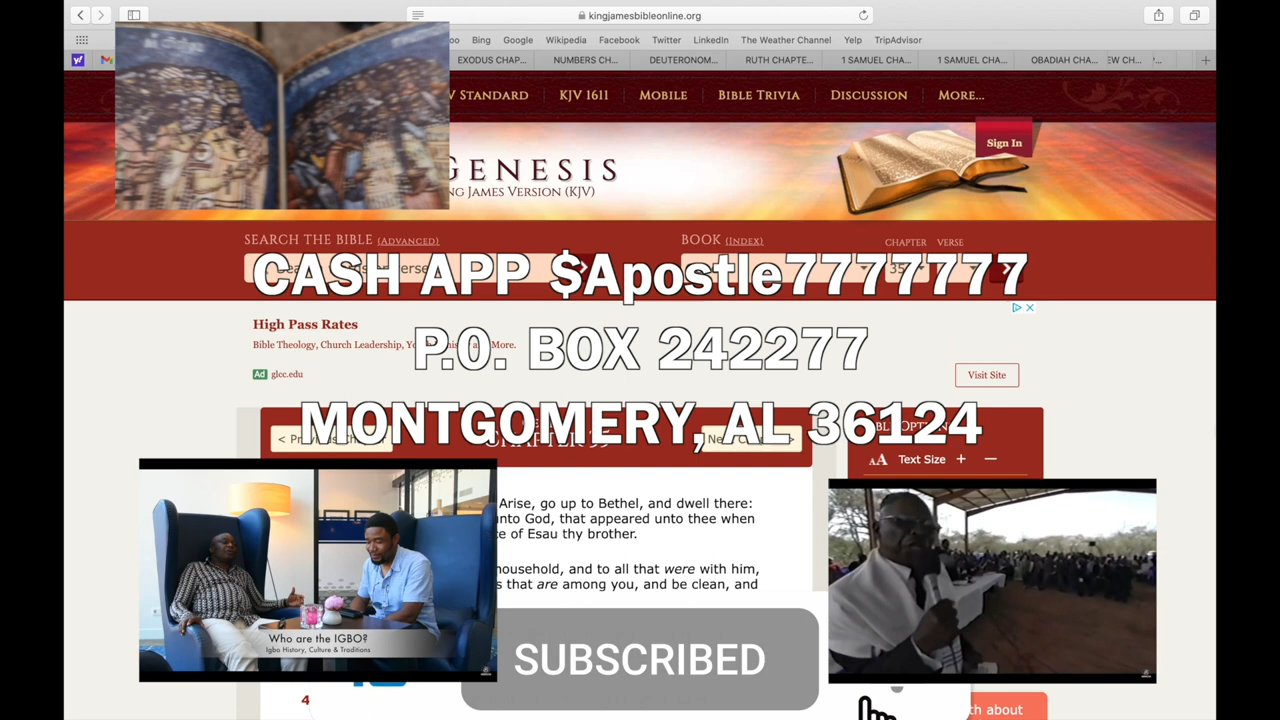 kingjamesbibleonline.org
Bing Google Wikipedia Facebook Twitter LinkedIn The Weather Channel Yelp TripAdvisor
EXODUS CHAP... NUMBERS CH... DEUTERONOM... RUTH CHAPTE... 1 SAMUEL CHA... 1 SAMUEL CHA... OBADIAH CHA... EW CH...
STANDARD KJV 1611 MOBILE BIBLE TRIVIA DISCUSSION MORE...
Sign In
GENESIS
NG JAMES VERSION (KJV)
SEARCH THE BIBLE (ADVANCED) BOOK (INDEX) CHAPTER VERSE
CASH APP $Apostle7777777
High Pass Rates
Bible Theology, Church Leadership, More.
P.O. BOX 242277
Ad glcc.edu
Visit Site
MONTGOMERY, AL 36124
AA Text Size + −
Arise, go up to Bethel, and dwell there:
unto God, that appeared unto thee when
ce of Esau thy brother.
household, and to all that were with him,
s that are among you, and be clean, and
Who are the IGBO?
Igbo History, Culture & Traditions
SUBSCRIBED
4
th about